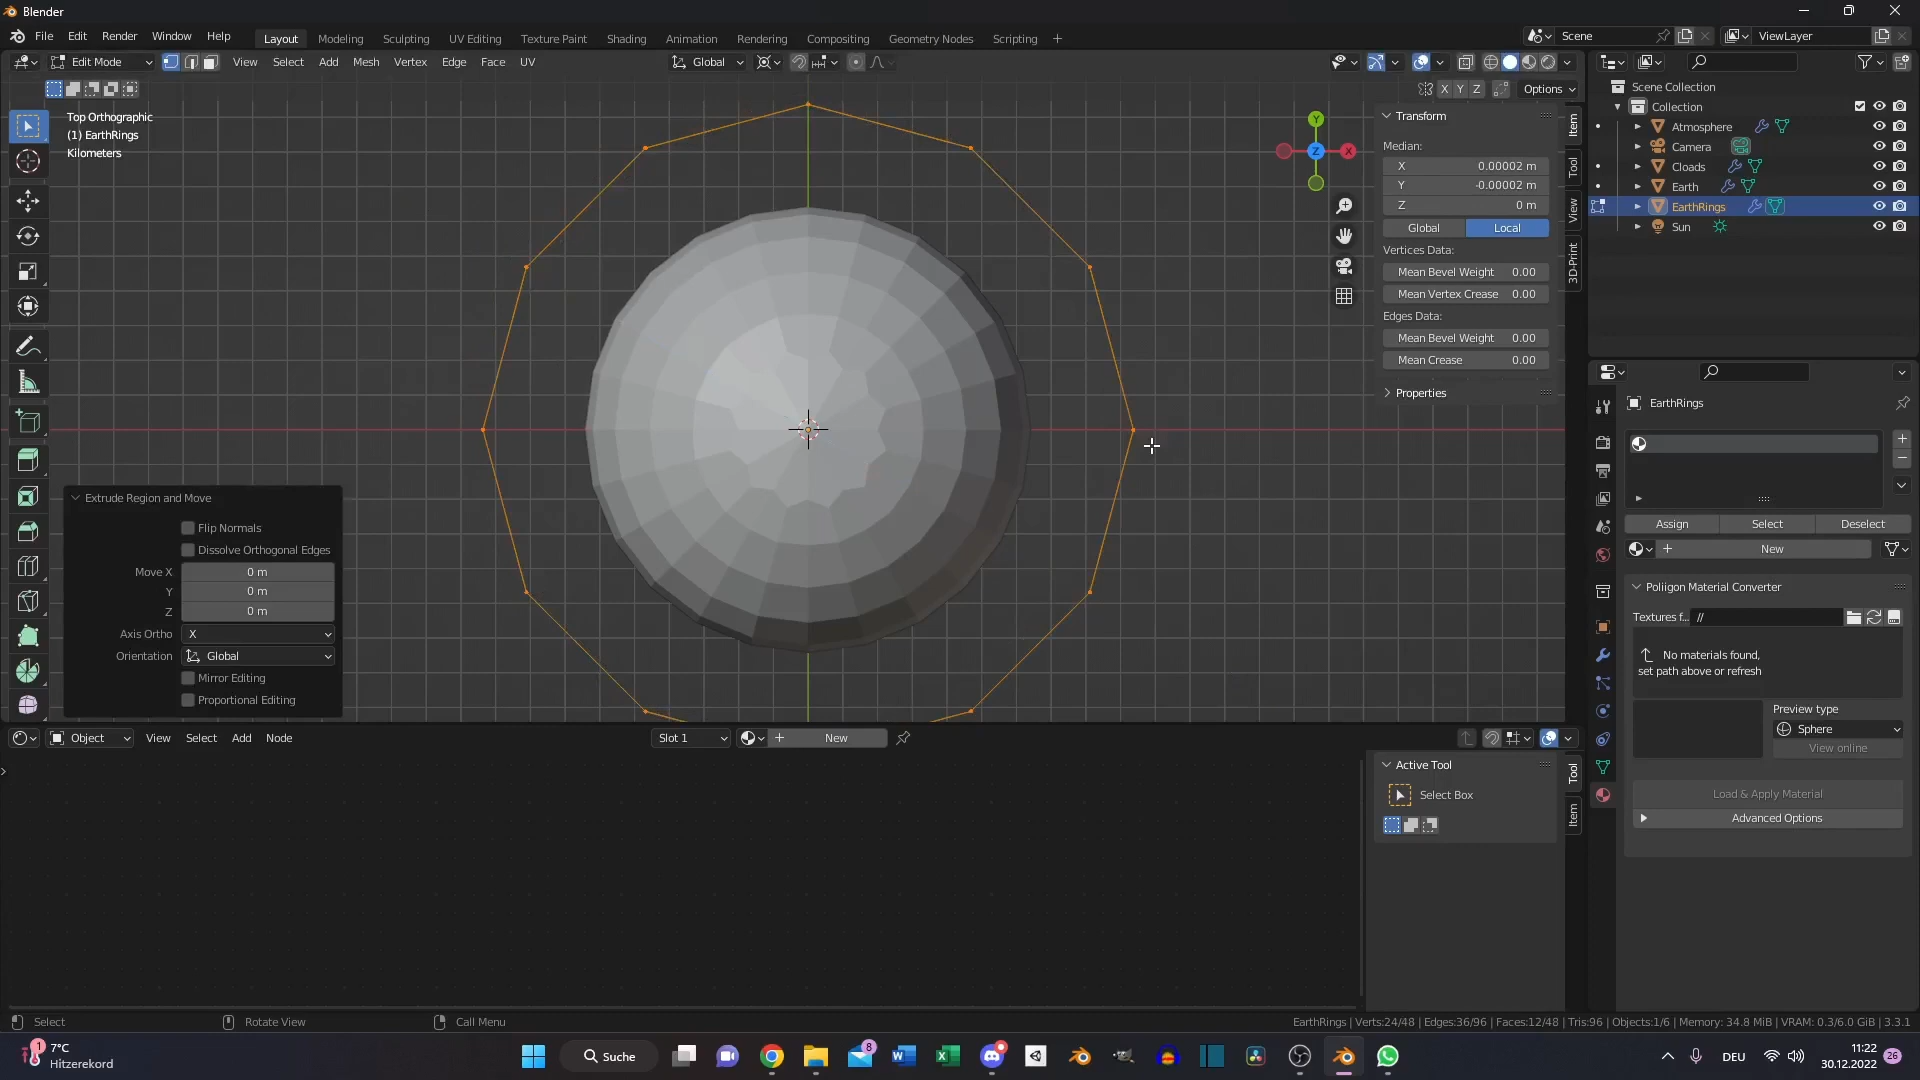 Blender
File Edit Render Window Help
Layout Modeling Sculpting UV Editing Texture Paint Shading Animation Rendering Compositing Geometry Nodes Scripting +
Scene
ViewLayer
Edit Mode
View Select Add Mesh Vertex Edge Face UV
Global
X Y Z
Options
Top Orthographic
(1) EarthRings
Kilometers
Y
Z
X
Transform
Median:
X 0.00002 m
Y -0.00002 m
Z 0 m
Global Local
Vertices Data:
Mean Bevel Weight 0.00
Mean Vertex Crease 0.00
Edges Data:
Mean Bevel Weight 0.00
Mean Crease 0.00
Properties
Item
Tool
View
3D-Print
Scene Collection
Collection
Atmosphere
Camera
Cloads
Earth
EarthRings
Sun
EarthRings
Assign Select Deselect
New
Poliigon Material Converter
Textures f... //
No materials found,
set path above or refresh
Preview type
Sphere
View online
Load & Apply Material
Advanced Options
Extrude Region and Move
Flip Normals
Dissolve Orthogonal Edges
Move X 0 m
Y 0 m
Z 0 m
Axis Ortho X
Orientation Global
Mirror Editing
Proportional Editing
Object
View Select Add Node
Slot 1
New
Active Tool
Select Box
Tool
Item
Select
Rotate View
Call Menu
EarthRings | Verts:24/48 | Edges:36/96 | Faces:12/48 | Tris:96 | Objects:1/6 | Memory: 34.8 MiB | VRAM: 0.3/6.0 GiB | 3.3.1
1
7°C
Hitzerekord
Suche
8
DEU
11:22
30.12.2022
26